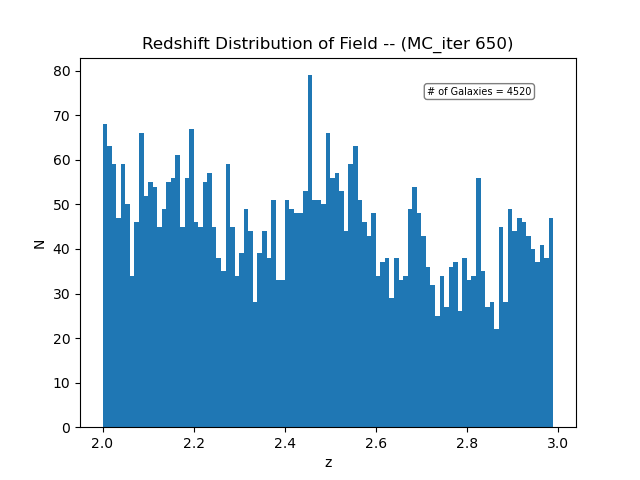 Redshift Distribution of Field -- (MC_iter 650)
# of Galaxies = 4520
80
70
60
50
40
30
20
10
0
N
2.0 2.2 2.4 2.6 2.8 3.0
z